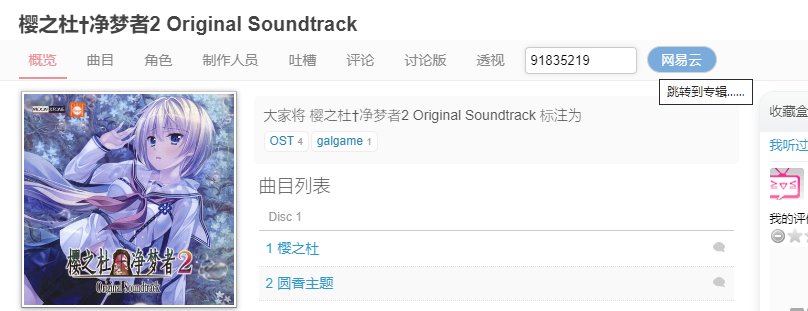 樱之杜†净梦者2 Original Soundtrack
概览 曲目 角色 制作人员 吐槽 评论 讨论版 透视 91835219 网易云
跳转到专辑......
大家将 樱之杜†净梦者2 Original Soundtrack 标注为
OST 4 galgame 1
收藏盒
我听过
曲目列表
Disc 1
1 樱之杜
2 圆香主题
我的评价
MOONSTONE
樱之杜†净梦者2
Original Soundtrack